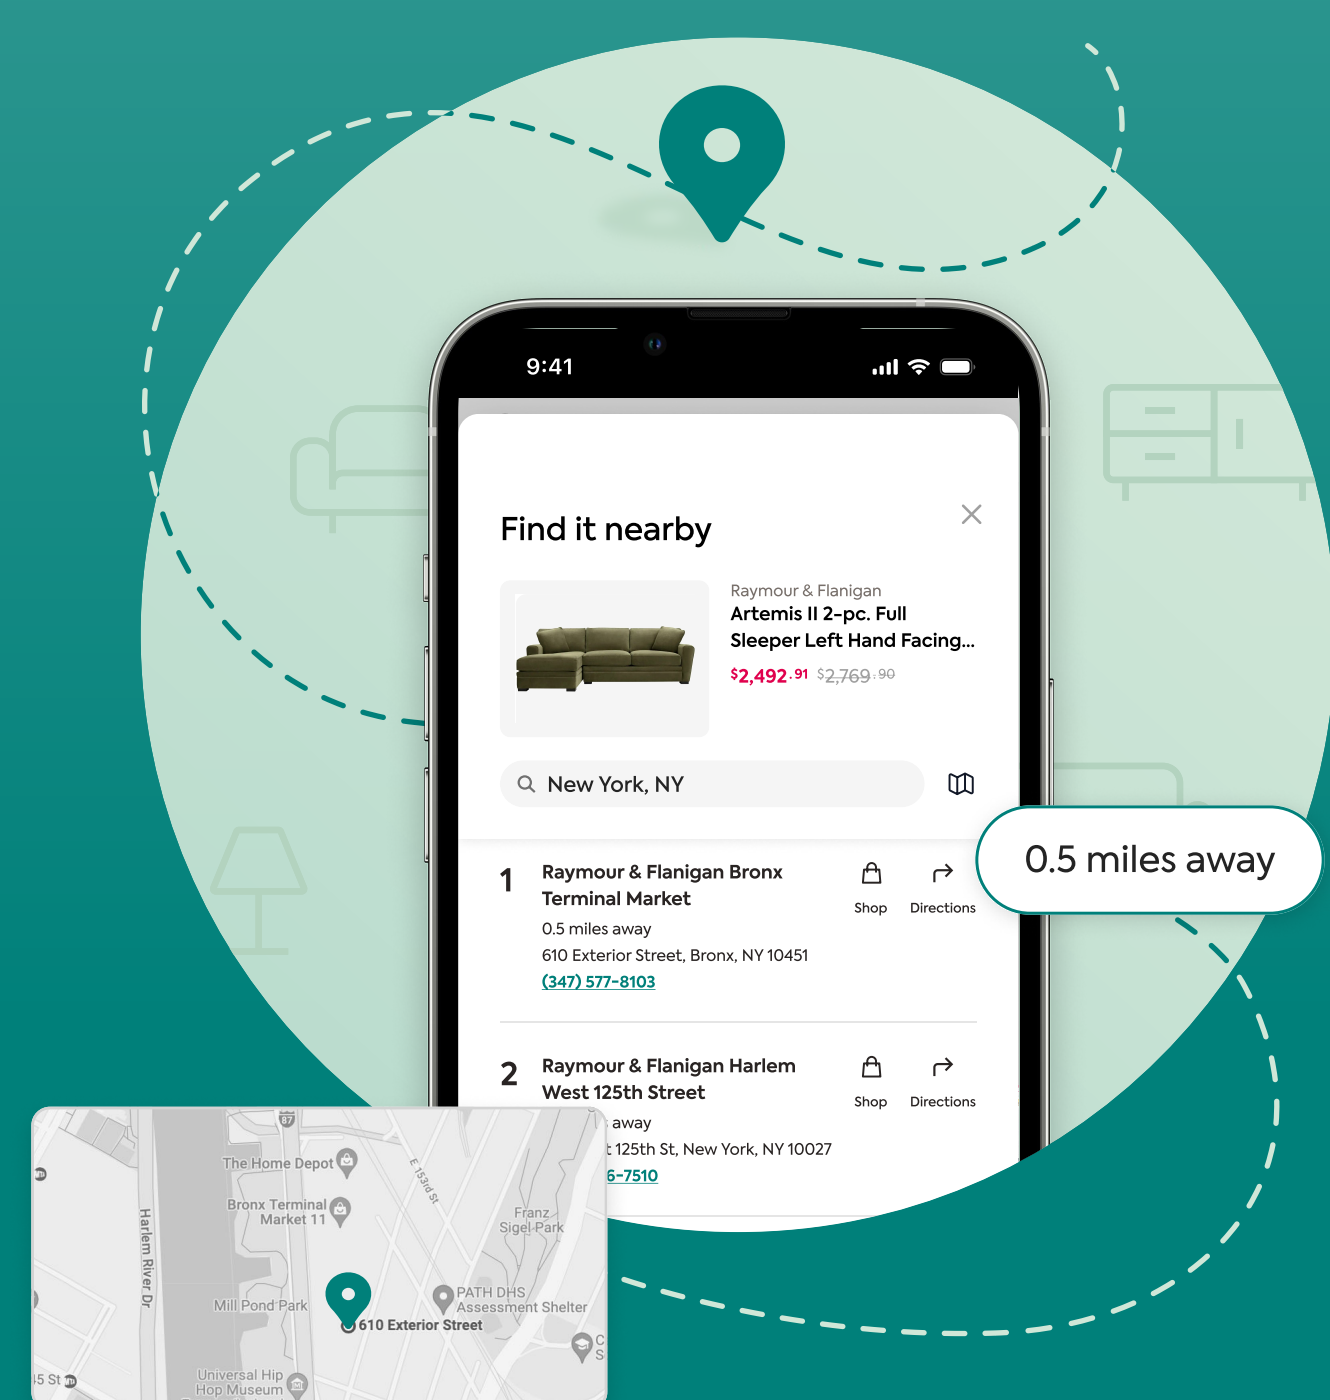 9:41
Find it nearby
Raymour & Flanigan
Artemis II 2-pc. Full
Sleeper Left Hand Facing...
$2,492.91 $2,769.90
New York, NY
0.5 miles away
1
Raymour & Flanigan Bronx
Terminal Market
0.5 miles away
610 Exterior Street, Bronx, NY 10451
(347) 577-8103
Shop
Directions
2
Raymour & Flanigan Harlem
West 125th Street
away
125th St, New York, NY 10027
6-7510
Shop
Directions
87
The Home Depot
E 153rd St
Bronx Terminal
Market 11
Harlem River Dr
Franz
Sigel Park
Mill Pond Park
PATH DHS
Assessment Shelter
610 Exterior Street
Universal Hip
Hop Museum
45 St